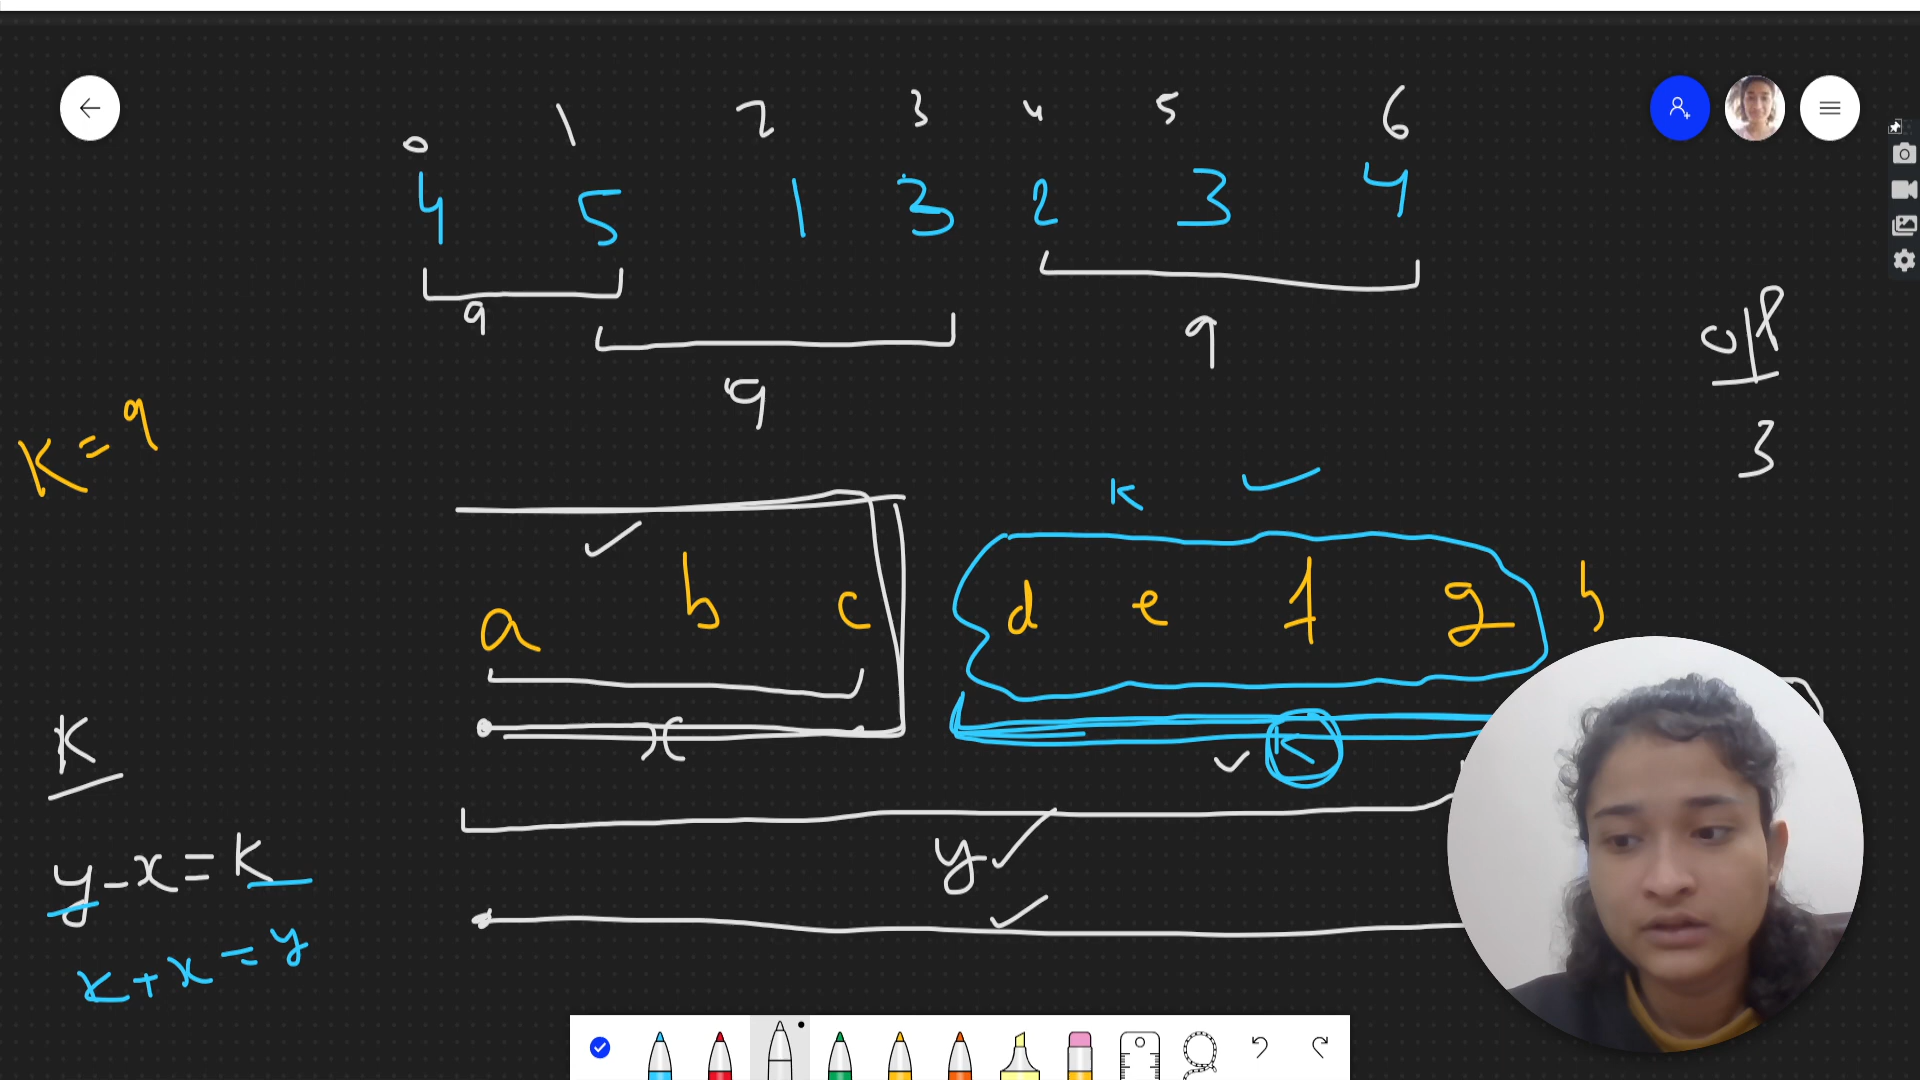 0 1 2 3 4 5 6
4 5 1 3 2 3 4
9
9
9
o/p
3
K = 9
K
a b c d e f g h
x
K
K
y
y - x = K
K + x = y